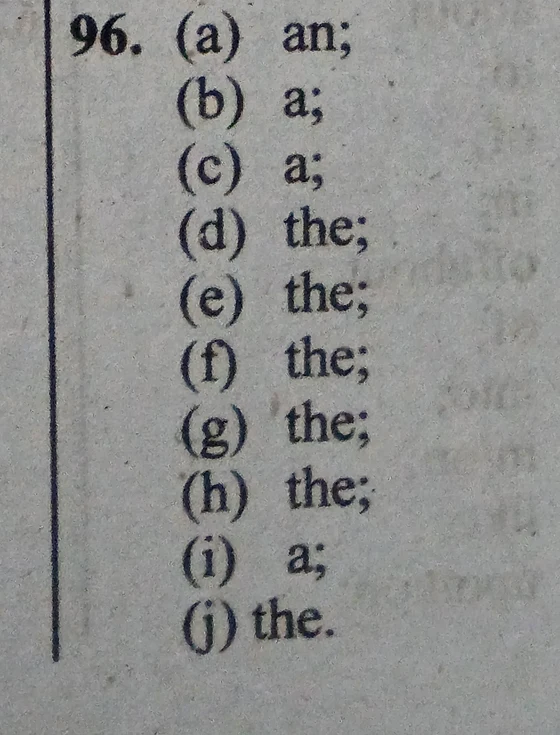 96. (a) an;
(b) a;
(c) a;
(d) the;
(e) the;
(f) the;
(g) the;
(h) the;
(i) a;
(j) the.